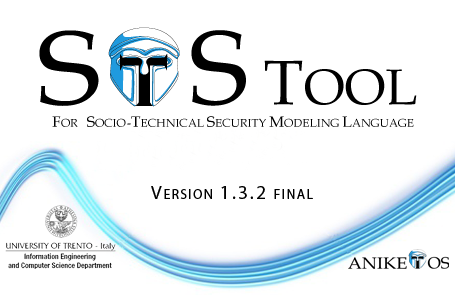 STS TOOL
FOR SOCIO-TECHNICAL SECURITY MODELING LANGUAGE
VERSION 1.3.2 FINAL
UNIVERSITY OF TRENTO - Italy
Information Engineering
and Computer Science Department
ANIKETOS